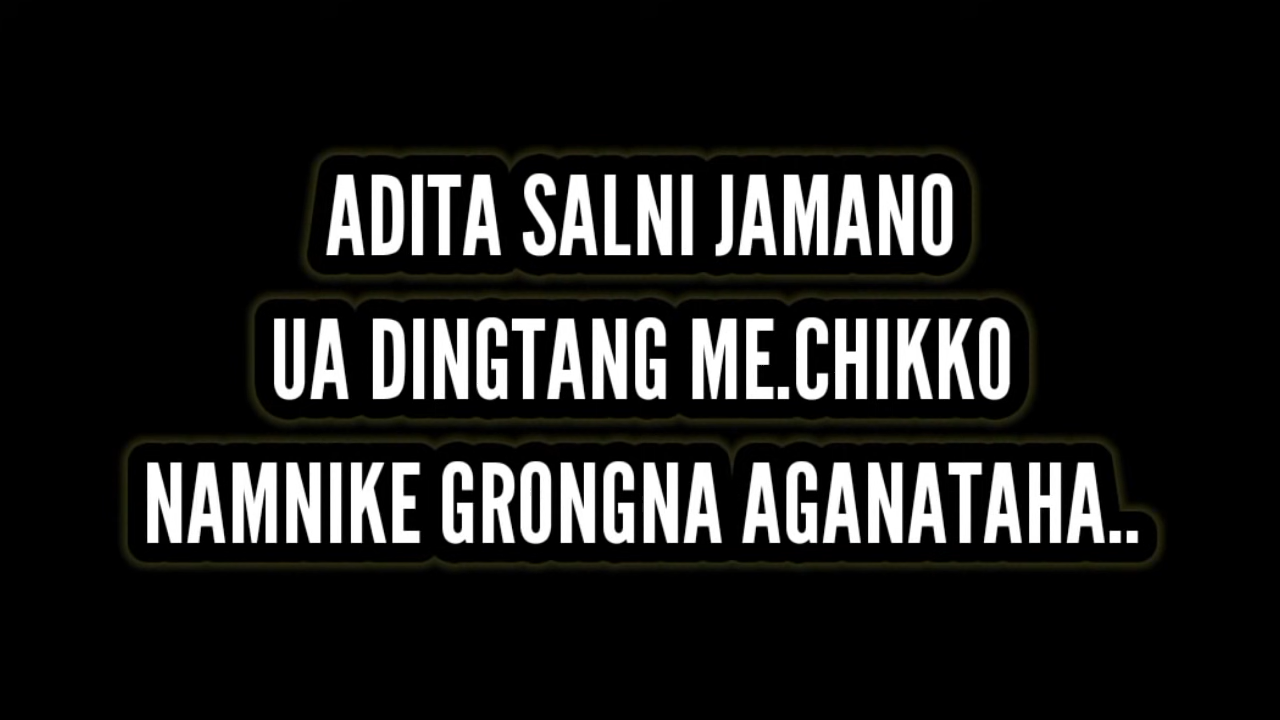 ADITA SALNI JAMANO
UA DINGTANG ME.CHIKKO
NAMNIKE GRONGNA AGANATAHA..